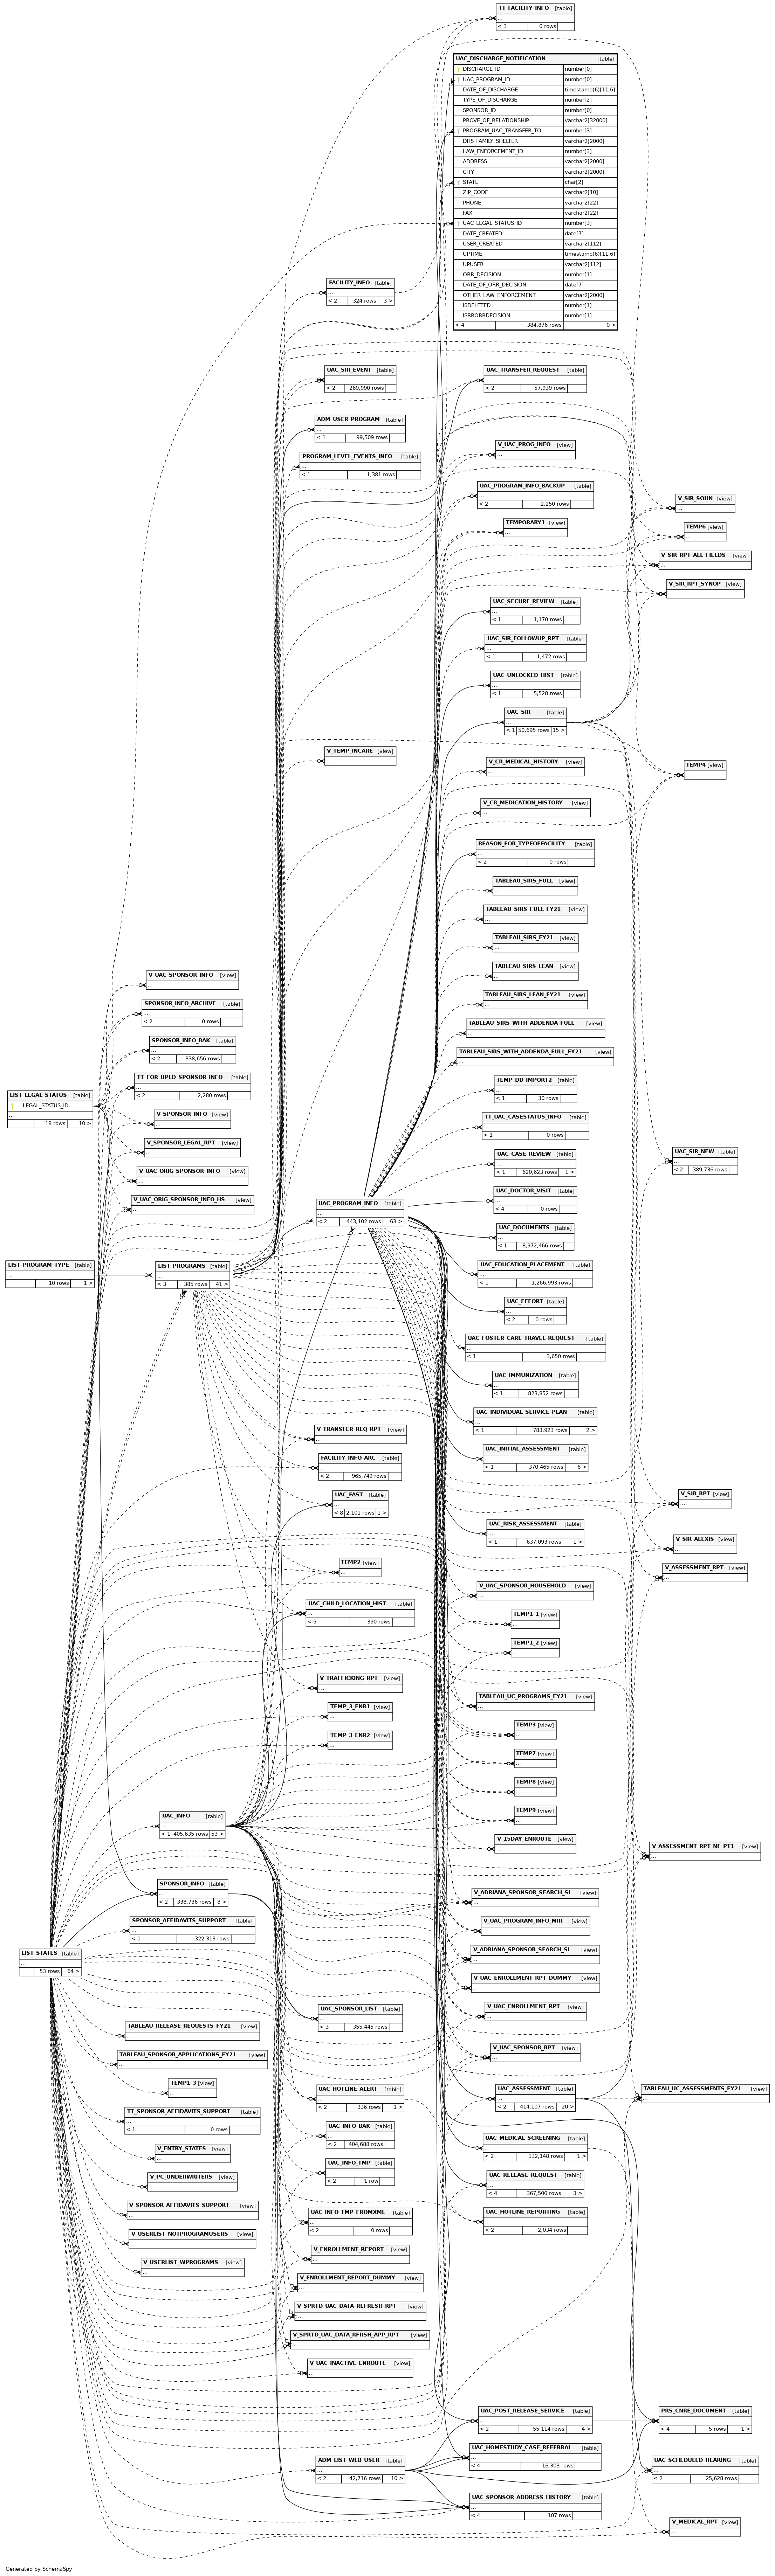 TT_FACILITY_INFO [table]
...
< 3 0 rows
UAC_DISCHARGE_NOTIFICATION [table]
DISCHARGE_ID number[0]
UAC_PROGRAM_ID number[0]
DATE_OF_DISCHARGE timestamp(6)[11,6]
TYPE_OF_DISCHARGE number[2]
SPONSOR_ID number[0]
PROVE_OF_RELATIONSHIP varchar2[32000]
PROGRAM_UAC_TRANSFER_TO number[3]
DHS_FAMILY_SHELTER varchar2[2000]
LAW_ENFORCEMENT_ID number[3]
ADDRESS varchar2[2000]
CITY varchar2[2000]
STATE char[2]
ZIP_CODE varchar2[10]
PHONE varchar2[22]
FAX varchar2[22]
UAC_LEGAL_STATUS_ID number[3]
DATE_CREATED date[7]
USER_CREATED varchar2[112]
UPTIME timestamp(6)[11,6]
UPUSER varchar2[112]
ORR_DECISION number[1]
DATE_OF_ORR_DECISION date[7]
OTHER_LAW_ENFORCEMENT varchar2[2000]
ISDELETED number[1]
ISRRORRDECISION number[1]
< 4 384,876 rows 0 >
FACILITY_INFO [table]
...
< 2 324 rows 3 >
UAC_SIR_EVENT [table]
...
< 2 269,990 rows
UAC_TRANSFER_REQUEST [table]
...
< 2 57,939 rows
ADM_USER_PROGRAM [table]
...
< 1 99,509 rows
V_UAC_PROG_INFO [view]
...
PROGRAM_LEVEL_EVENTS_INFO [table]
...
< 1 1,381 rows
UAC_PROGRAM_INFO_BACKUP [table]
...
< 2 2,250 rows
V_SIR_SOHN [view]
...
TEMPORARY1 [view]
...
TEMP6 [view]
...
V_SIR_RPT_ALL_FIELDS [view]
...
V_SIR_RPT_SYNOP [view]
...
UAC_SECURE_REVIEW [table]
...
< 1 1,170 rows
UAC_SIR_FOLLOWUP_RPT [table]
...
< 1 1,472 rows
UAC_UNLOCKED_HIST [table]
...
< 1 5,528 rows
UAC_SIR [table]
...
< 1 50,695 rows 15 >
V_TEMP_INCARE [view]
...
V_CR_MEDICAL_HISTORY [view]
...
TEMP4 [view]
...
V_CR_MEDICATION_HISTORY [view]
...
REASON_FOR_TYPEOFFACILITY [table]
...
< 2 0 rows
TABLEAU_SIRS_FULL [view]
...
TABLEAU_SIRS_FULL_FY21 [view]
...
TABLEAU_SIRS_FY21 [view]
...
TABLEAU_SIRS_LEAN [view]
...
V_UAC_SPONSOR_INFO [view]
...
TABLEAU_SIRS_LEAN_FY21 [view]
...
SPONSOR_INFO_ARCHIVE [table]
...
< 2 0 rows
TABLEAU_SIRS_WITH_ADDENDA_FULL [view]
...
SPONSOR_INFO_BAK [table]
...
< 2 338,656 rows
TABLEAU_SIRS_WITH_ADDENDA_FULL_FY21 [view]
...
TT_FOR_UPLD_SPONSOR_INFO [table]
...
< 2 2,280 rows
TEMP_DD_IMPORT2 [table]
...
< 1 30 rows
LIST_LEGAL_STATUS [table]
LEGAL_STATUS_ID
...
18 rows 10 >
V_SPONSOR_INFO [view]
...
TT_UAC_CASESTATUS_INFO [table]
...
< 1 0 rows
V_SPONSOR_LEGAL_RPT [view]
...
UAC_CASE_REVIEW [table]
...
< 1 620,623 rows 1 >
UAC_SIR_NEW [table]
...
< 2 389,736 rows
V_UAC_ORIG_SPONSOR_INFO [view]
...
UAC_DOCTOR_VISIT [table]
...
< 4 0 rows
V_UAC_ORIG_SPONSOR_INFO_HS [view]
...
UAC_PROGRAM_INFO [table]
...
< 2 443,102 rows 63 >
UAC_DOCUMENTS [table]
...
< 1 8,972,466 rows
LIST_PROGRAM_TYPE [table]
...
10 rows 1 >
LIST_PROGRAMS [table]
...
< 3 385 rows 41 >
UAC_EDUCATION_PLACEMENT [table]
...
< 1 1,266,993 rows
UAC_EFFORT [table]
...
< 2 0 rows
UAC_FOSTER_CARE_TRAVEL_REQUEST [table]
...
< 1 3,650 rows
UAC_IMMUNIZATION [table]
...
< 1 823,852 rows
UAC_INDIVIDUAL_SERVICE_PLAN [table]
...
< 1 783,923 rows 2 >
V_TRANSFER_REQ_RPT [view]
...
UAC_INITIAL_ASSESSMENT [table]
...
< 1 370,465 rows 6 >
FACILITY_INFO_ARC [table]
...
< 2 965,749 rows
UAC_FAST [table]
...
< 8 2,101 rows 1 >
V_SIR_RPT [view]
...
UAC_RISK_ASSESSMENT [table]
...
< 1 637,093 rows 1 >
V_SIR_ALEXIS [view]
...
TEMP2 [view]
...
V_ASSESSMENT_RPT [view]
...
V_UAC_SPONSOR_HOUSEHOLD [view]
...
UAC_CHILD_LOCATION_HIST [table]
...
< 5 390 rows
TEMP1_1 [view]
...
TEMP1_2 [view]
...
V_TRAFFICKING_RPT [view]
...
TABLEAU_UC_PROGRAMS_FY21 [view]
...
TEMP_3_ENR1 [view]
...
TEMP3 [view]
...
TEMP_3_ENR2 [view]
...
TEMP7 [view]
...
TEMP8 [view]
...
TEMP9 [view]
...
UAC_INFO [table]
...
< 1 405,635 rows 53 >
V_15DAY_ENROUTE [view]
...
V_ASSESSMENT_RPT_NF_PT1 [view]
...
SPONSOR_INFO [table]
...
< 2 338,736 rows 8 >
V_ADRIANA_SPONSOR_SEARCH_SI [view]
...
SPONSOR_AFFIDAVITS_SUPPORT [table]
...
< 1 322,313 rows
V_UAC_PROGRAM_INFO_MIR [view]
...
LIST_STATES [table]
...
53 rows 64 >
V_ADRIANA_SPONSOR_SEARCH_SL [view]
...
V_UAC_ENROLLMENT_RPT_DUMMY [view]
...
UAC_SPONSOR_LIST [table]
...
< 3 355,445 rows
V_UAC_ENROLLMENT_RPT [view]
...
TABLEAU_RELEASE_REQUESTS_FY21 [view]
...
V_UAC_SPONSOR_RPT [view]
...
TABLEAU_SPONSOR_APPLICATIONS_FY21 [view]
...
TEMP1_3 [view]
...
UAC_HOTLINE_ALERT [table]
...
< 2 336 rows 1 >
UAC_ASSESSMENT [table]
...
< 2 414,107 rows 20 >
TABLEAU_UC_ASSESSMENTS_FY21 [view]
...
TT_SPONSOR_AFFIDAVITS_SUPPORT [table]
...
< 1 0 rows
UAC_INFO_BAK [table]
...
< 2 404,688 rows
UAC_MEDICAL_SCREENING [table]
...
< 2 132,148 rows 1 >
V_ENTRY_STATES [view]
...
UAC_INFO_TMP [table]
...
< 2 1 row
UAC_RELEASE_REQUEST [table]
...
< 4 367,500 rows 3 >
V_PC_UNDERWRITERS [view]
...
V_SPONSOR_AFFIDAVITS_SUPPORT [view]
...
UAC_INFO_TMP_FROMXML [table]
...
< 2 0 rows
UAC_HOTLINE_REPORTING [table]
...
< 2 2,034 rows
V_USERLIST_NOTPROGRAMUSERS [view]
...
V_ENROLLMENT_REPORT [view]
...
V_USERLIST_WPROGRAMS [view]
...
V_ENROLLMENT_REPORT_DUMMY [view]
...
V_SPRTD_UAC_DATA_REFRESH_RPT [view]
...
V_SPRTD_UAC_DATA_RFRSH_APP_RPT [view]
...
V_UAC_INACTIVE_ENROUTE [view]
...
UAC_POST_RELEASE_SERVICE [table]
...
< 2 55,114 rows 4 >
PRS_CNRE_DOCUMENT [table]
...
< 4 5 rows 1 >
ADM_LIST_WEB_USER [table]
...
< 2 42,716 rows 10 >
UAC_HOMESTUDY_CASE_REFERRAL [table]
...
< 4 16,303 rows
UAC_SCHEDULED_HEARING [table]
...
< 2 25,628 rows
UAC_SPONSOR_ADDRESS_HISTORY [table]
...
< 4 107 rows
V_MEDICAL_RPT [view]
...
Generated by SchemaSpy